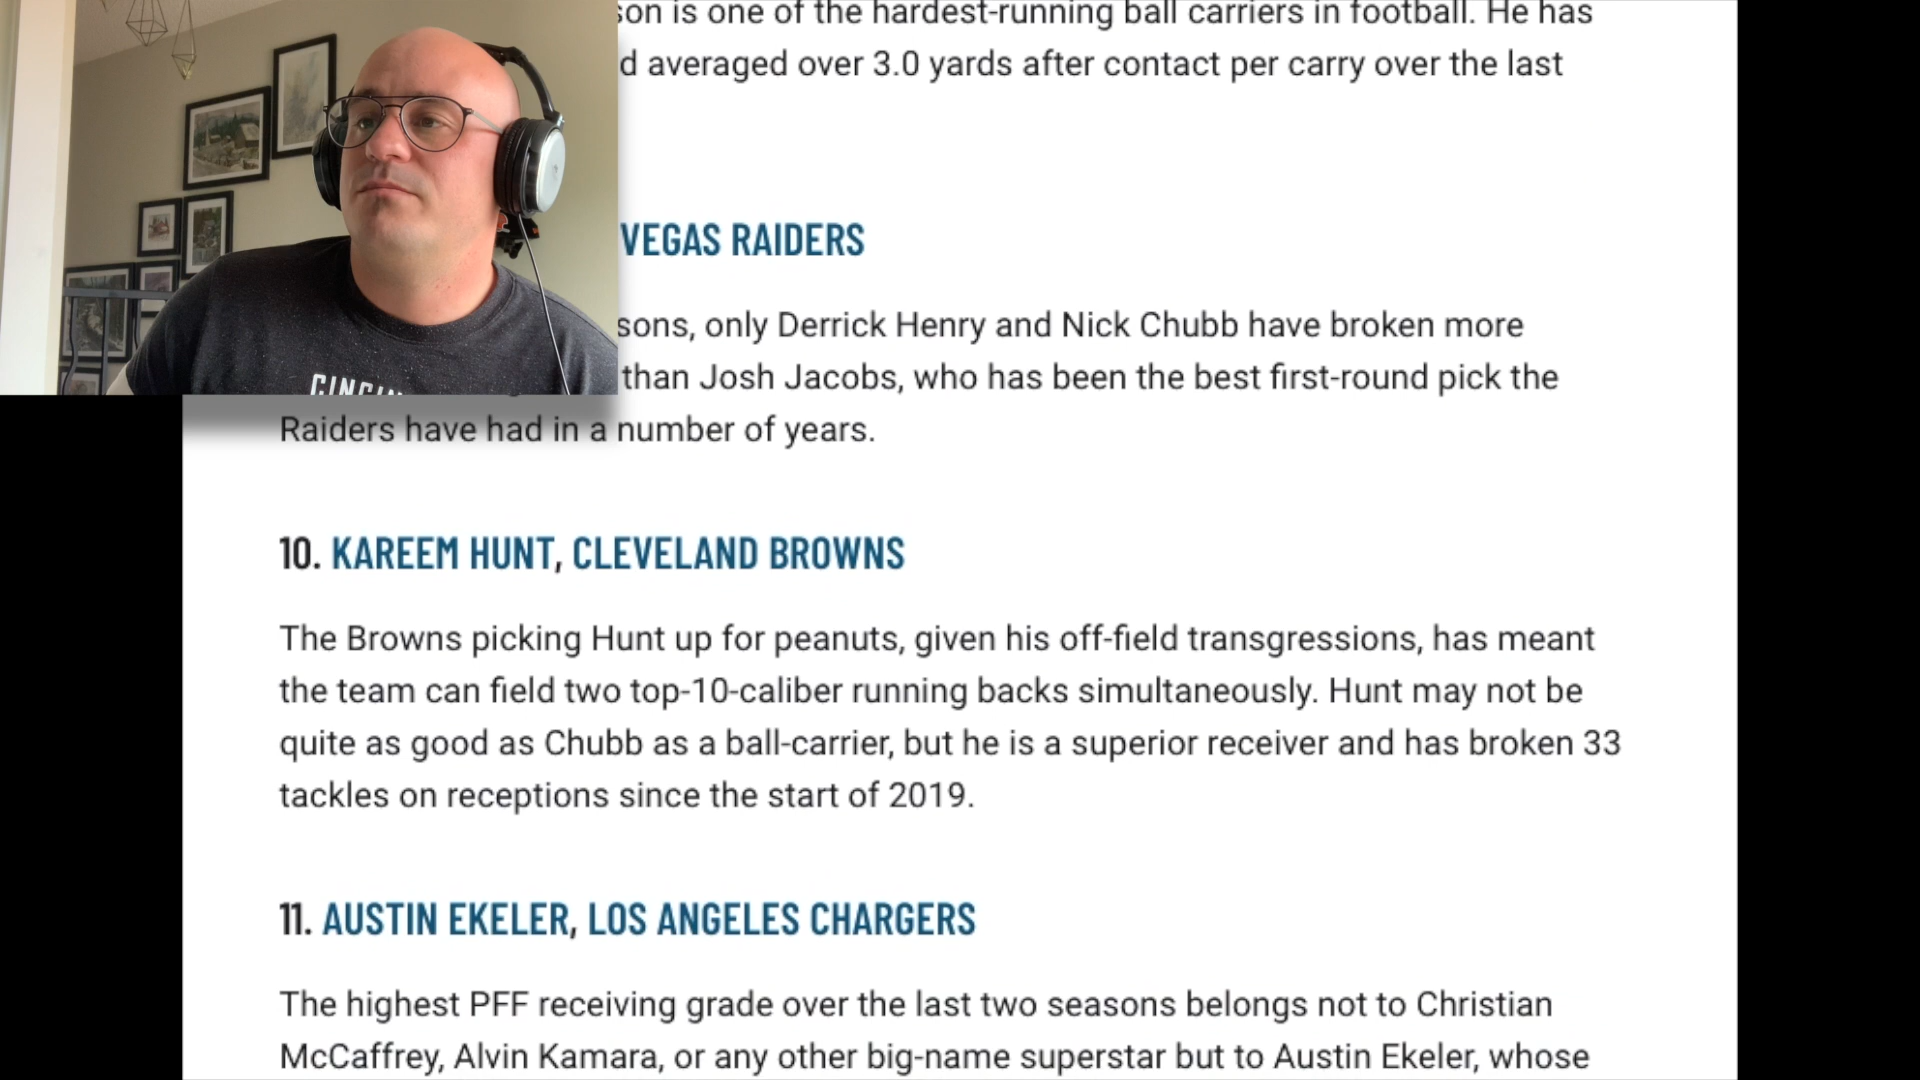 son is one of the hardest-running ball carriers in football. He has
d averaged over 3.0 yards after contact per carry over the last
VEGAS RAIDERS
sons, only Derrick Henry and Nick Chubb have broken more
than Josh Jacobs, who has been the best first-round pick the
Raiders have had in a number of years.
CINCIN
10. KAREEM HUNT, CLEVELAND BROWNS
The Browns picking Hunt up for peanuts, given his off-field transgressions, has meant
the team can field two top-10-caliber running backs simultaneously. Hunt may not be
quite as good as Chubb as a ball-carrier, but he is a superior receiver and has broken 33
tackles on receptions since the start of 2019.
11. AUSTIN EKELER, LOS ANGELES CHARGERS
The highest PFF receiving grade over the last two seasons belongs not to Christian
McCaffrey, Alvin Kamara, or any other big-name superstar but to Austin Ekeler, whose